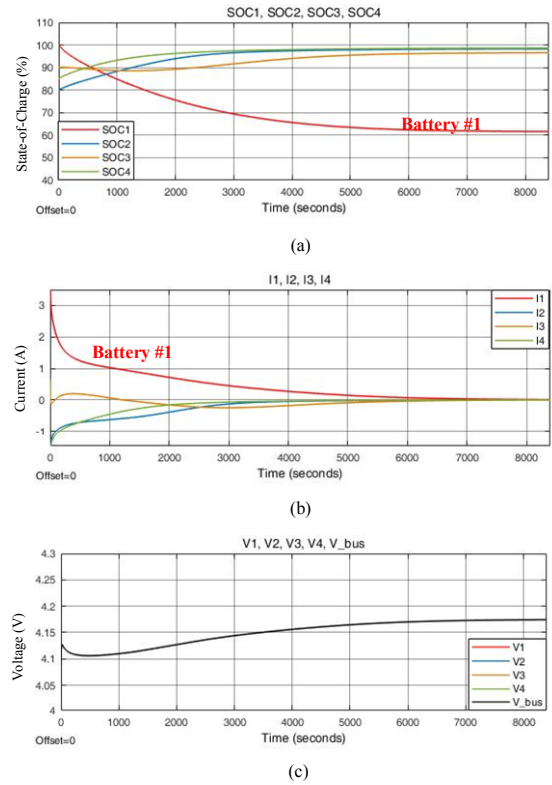 SOC1, SOC2, SOC3, SOC4
State-of-Charge (%)
110
100
90
80
70
60
50
40
SOC1
SOC2
SOC3
SOC4
Battery #1
0 1000 2000 3000 4000 5000 6000 7000 8000
Offset=0
Time (seconds)
(a)
I1, I2, I3, I4
Current (A)
3
2
1
0
-1
Battery #1
I1
I2
I3
I4
0 1000 2000 3000 4000 5000 6000 7000 8000
Offset=0
Time (seconds)
(b)
V1, V2, V3, V4, V_bus
Voltage (V)
4.3
4.25
4.2
4.15
4.1
4.05
4
V1
V2
V3
V4
V_bus
0 1000 2000 3000 4000 5000 6000 7000 8000
Offset=0
Time (seconds)
(c)